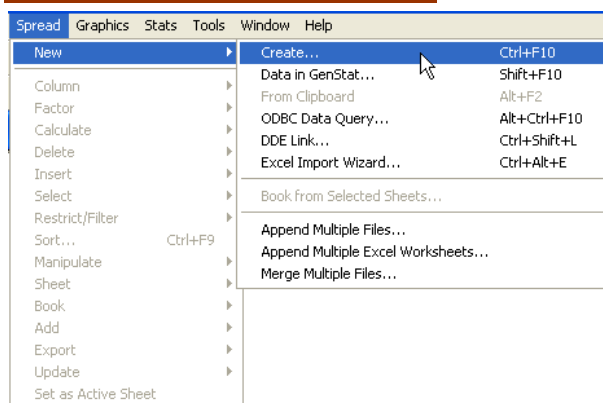 Spread Graphics Stats Tools Window Help
New
Create... Ctrl+F10
Data in GenStat... Shift+F10
From Clipboard Alt+F2
ODBC Data Query... Alt+Ctrl+F10
DDE Link... Ctrl+Shift+L
Excel Import Wizard... Ctrl+Alt+E
Book from Selected Sheets...
Append Multiple Files...
Append Multiple Excel Worksheets...
Merge Multiple Files...
Column
Factor
Calculate
Delete
Insert
Select
Restrict/Filter
Sort... Ctrl+F9
Manipulate
Sheet
Book
Add
Export
Update
Set as Active Sheet